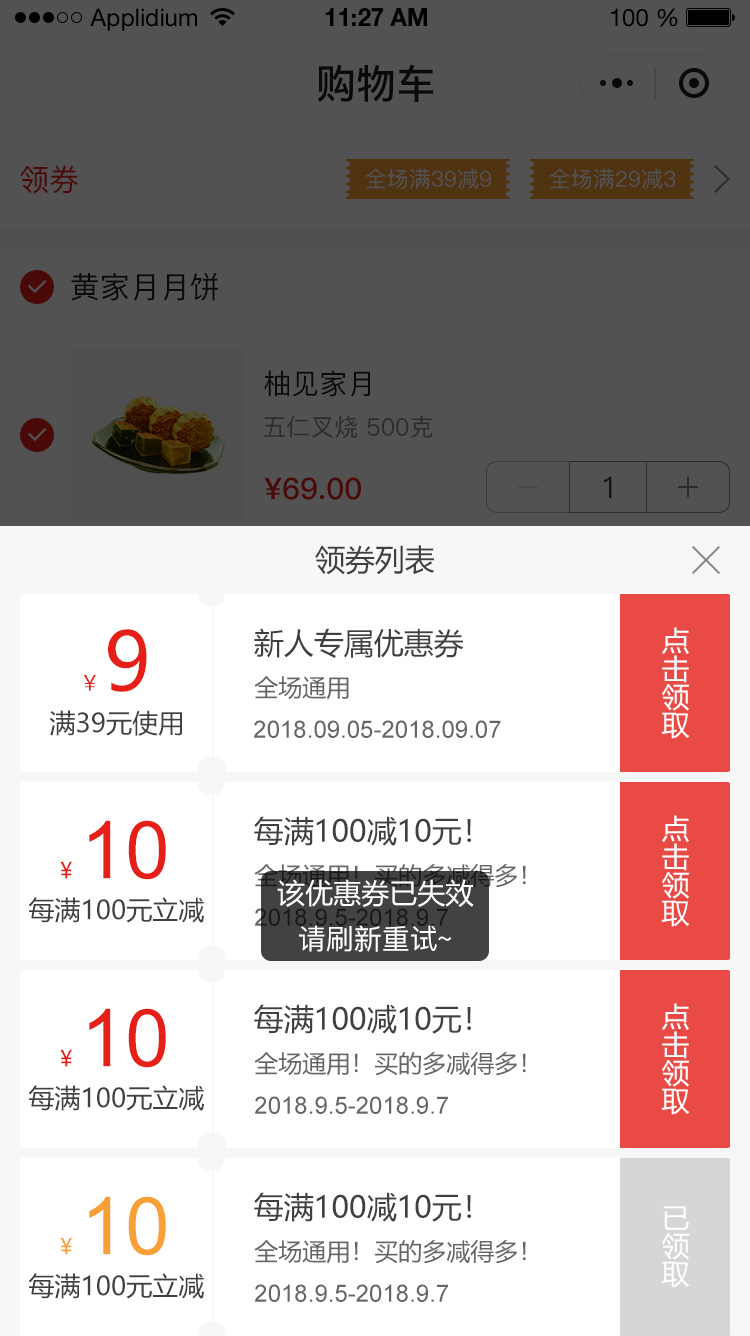 Applidium 11:27 AM 100 %
购物车
领券 全场满39减9 全场满29减3
黄家月月饼
柚见家月
五仁叉烧 500克
¥69.00 1
领券列表
¥9
满39元使用
新人专属优惠券
全场通用
2018.09.05-2018.09.07
点击领取
¥10
每满100元立减
每满100减10元!
全场通用!买的多减得多!
2018.9.5-2018.9.7
点击领取
该优惠券已失效
请刷新重试~
¥10
每满100元立减
每满100减10元!
全场通用!买的多减得多!
2018.9.5-2018.9.7
点击领取
¥10
每满100元立减
每满100减10元!
全场通用!买的多减得多!
2018.9.5-2018.9.7
已领取